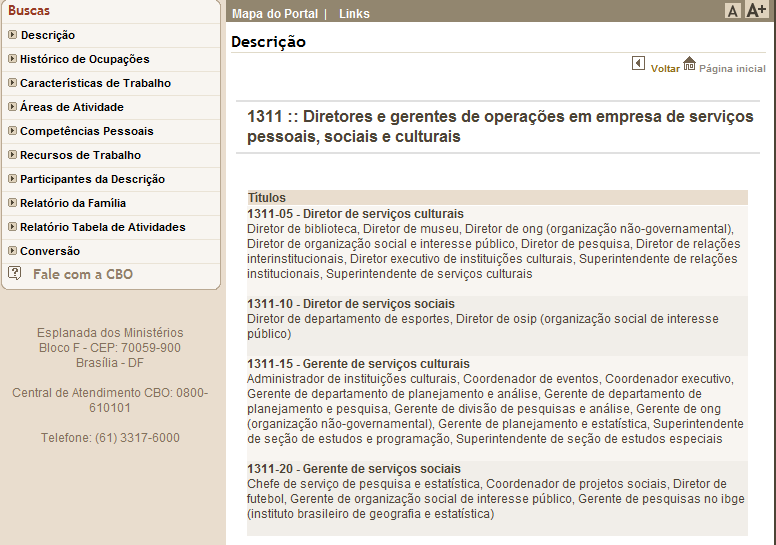 Buscas
Descrição
Histórico de Ocupações
Características de Trabalho
Áreas de Atividade
Competências Pessoais
Recursos de Trabalho
Participantes da Descrição
Relatório da Família
Relatório Tabela de Atividades
Conversão
Fale com a CBO
Esplanada dos Ministérios
Bloco F - CEP: 70059-900
Brasília - DF
Central de Atendimento CBO: 0800-
610101
Telefone: (61) 3317-6000
Mapa do Portal | Links
A A+
Descrição
Voltar Página inicial
1311 :: Diretores e gerentes de operações em empresa de serviços
pessoais, sociais e culturais
Títulos
1311-05 - Diretor de serviços culturais
Diretor de biblioteca, Diretor de museu, Diretor de ong (organização não-governamental),
Diretor de organização social e interesse público, Diretor de pesquisa, Diretor de relações
interinstitucionais, Diretor executivo de instituições culturais, Superintendente de relações
institucionais, Superintendente de serviços culturais
1311-10 - Diretor de serviços sociais
Diretor de departamento de esportes, Diretor de osip (organização social de interesse
público)
1311-15 - Gerente de serviços culturais
Administrador de instituições culturais, Coordenador de eventos, Coordenador executivo,
Gerente de departamento de planejamento e análise, Gerente de departamento de
planejamento e pesquisa, Gerente de divisão de pesquisas e análise, Gerente de ong
(organização não-governamental), Gerente de planejamento e estatística, Superintendente
de seção de estudos e programação, Superintendente de seção de estudos especiais
1311-20 - Gerente de serviços sociais
Chefe de serviço de pesquisa e estatística, Coordenador de projetos sociais, Diretor de
futebol, Gerente de organização social de interesse público, Gerente de pesquisas no ibge
(instituto brasileiro de geografia e estatística)